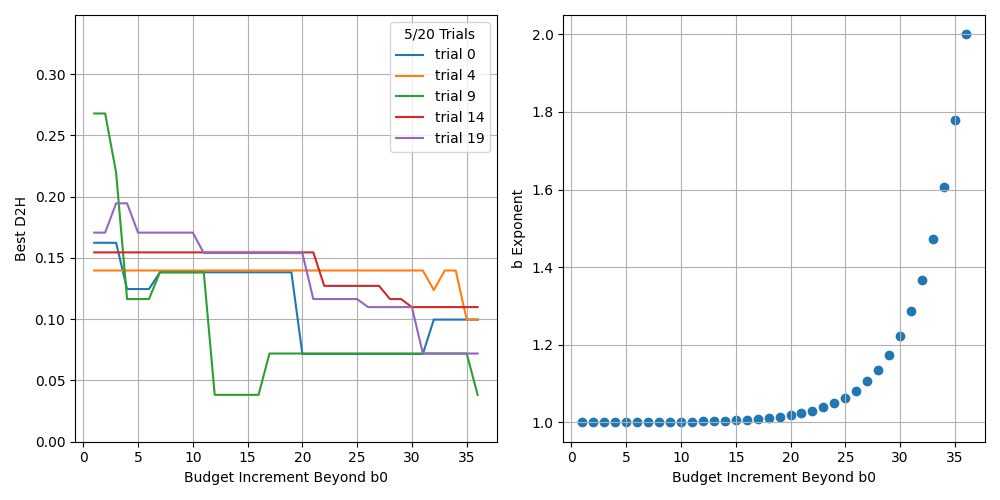 5/20 Trials
trial 0
trial 4
trial 9
trial 14
trial 19
0.30
0.25
0.20
0.15
0.10
0.05
0.00
Best D2H
0 5 10 15 20 25 30 35
Budget Increment Beyond b0
2.0
1.8
1.6
1.4
1.2
1.0
b Exponent
0 5 10 15 20 25 30 35
Budget Increment Beyond b0